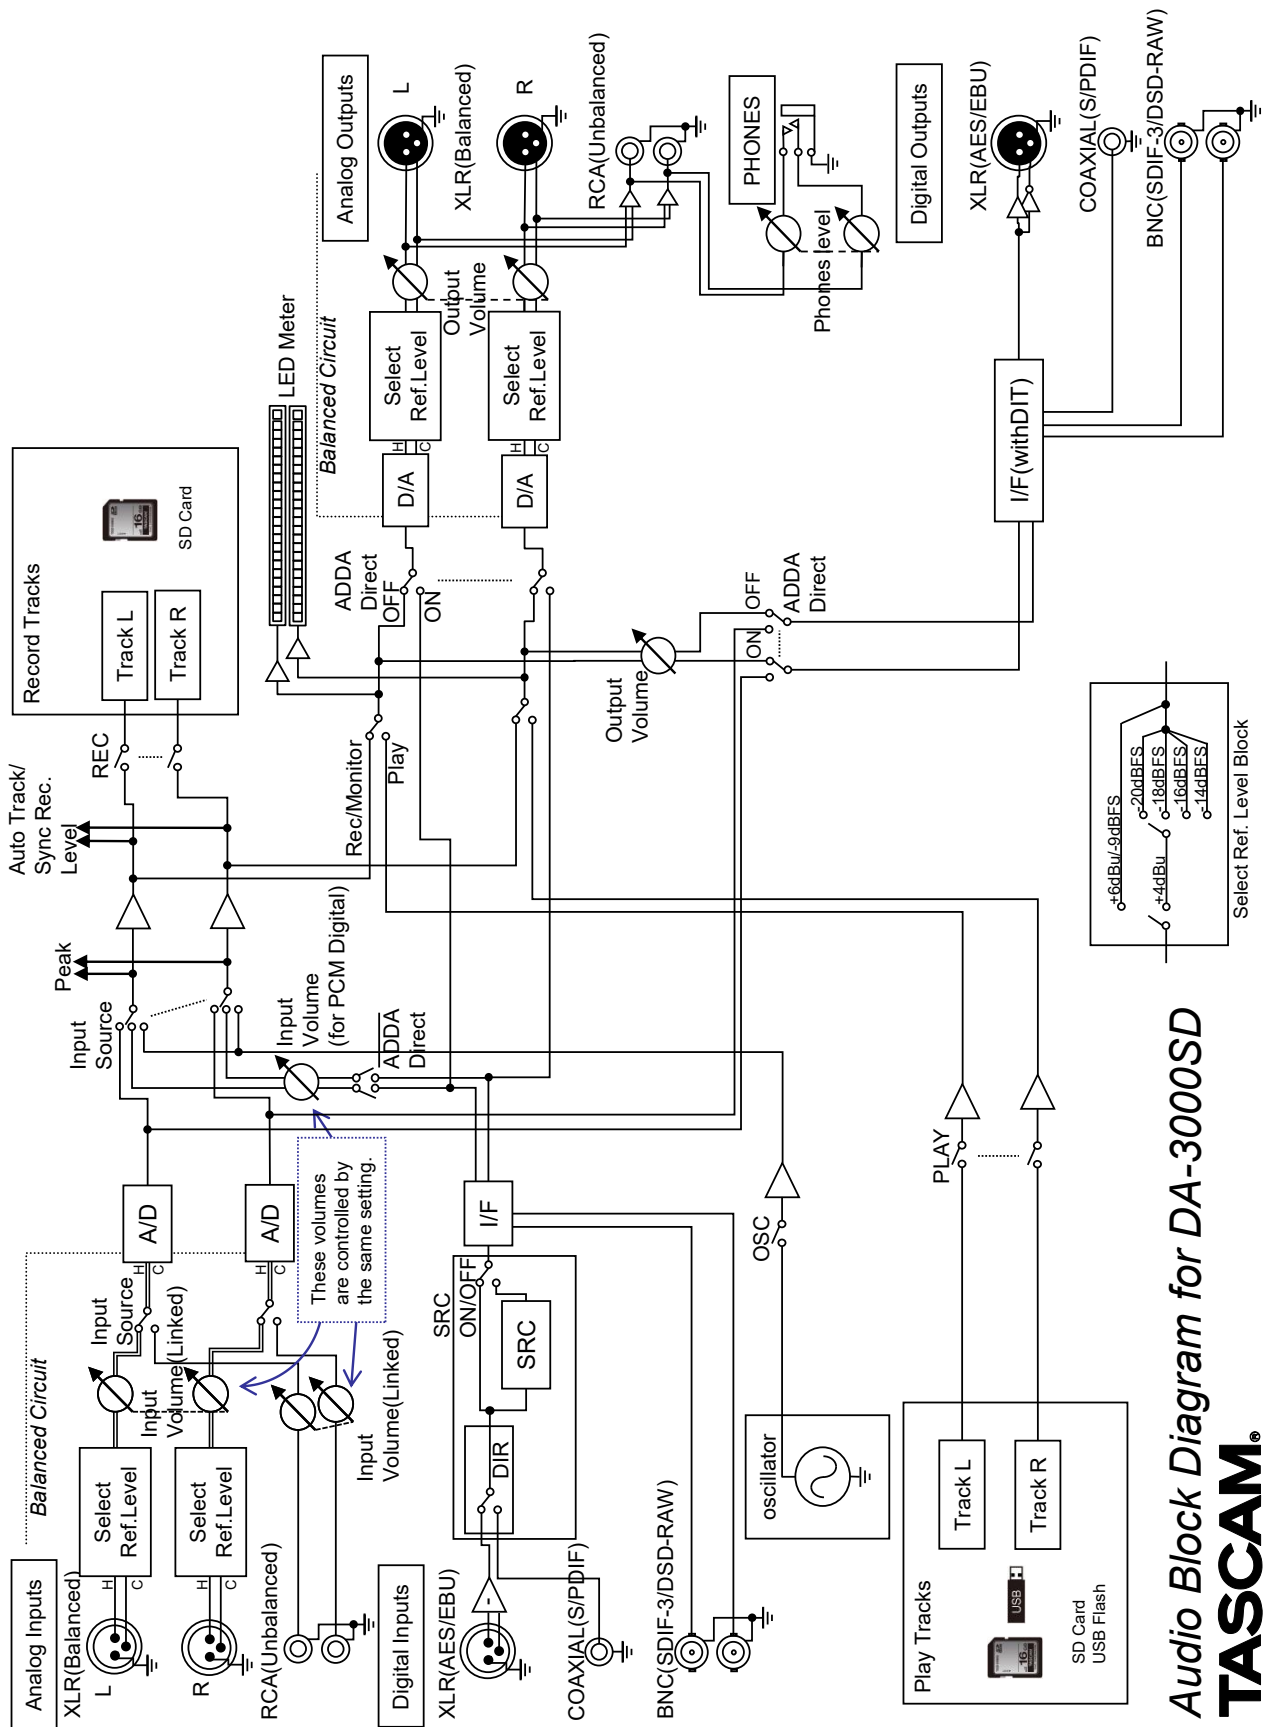 Analog Inputs
XLR(Balanced)
L
R
RCA(Unbalanced)
Digital Inputs
XLR(AES/EBU)
COAXIAL(S/PDIF)
BNC(SDIF-3/DSD-RAW)
Balanced Circuit
H
C
Select
Ref.Level
H
C
Select
Ref.Level
Input
Volume(Linked)
Input
Volume(Linked)
Input
Source
H
C
A/D
H
C
A/D
These volumes
are controlled by
the same setting.
DIR
SRC
SRC
ON/OFF
I/F
oscillator
OSC
Play Tracks
SD Card
USB Flash
USB
16
Track L
Track R
PLAY
Input
Source
Peak
Input
Volume
(for PCM Digital)
ADDA
Direct
Auto Track/
Sync Rec.
Level
REC
Record Tracks
Track L
Track R
SD Card
16
Rec/Monitor
Play
LED Meter
ADDA
Direct
OFF
ON
Output
Volume
ON
OFF
ADDA
Direct
Balanced Circuit
D/A
H
C
Select
Ref.Level
D/A
H
C
Select
Ref.Level
Output
Volume
Analog Outputs
L
XLR(Balanced)
R
RCA(Unbalanced)
PHONES
Phones level
Digital Outputs
XLR(AES/EBU)
COAXIAL(S/PDIF)
BNC(SDIF-3/DSD-RAW)
I/F(withDIT)
+6dBu/-9dBFS
+4dBu
-20dBFS
-18dBFS
-16dBFS
-14dBFS
Select Ref. Level Block
Audio Block Diagram for DA-3000SD
TASCAM®